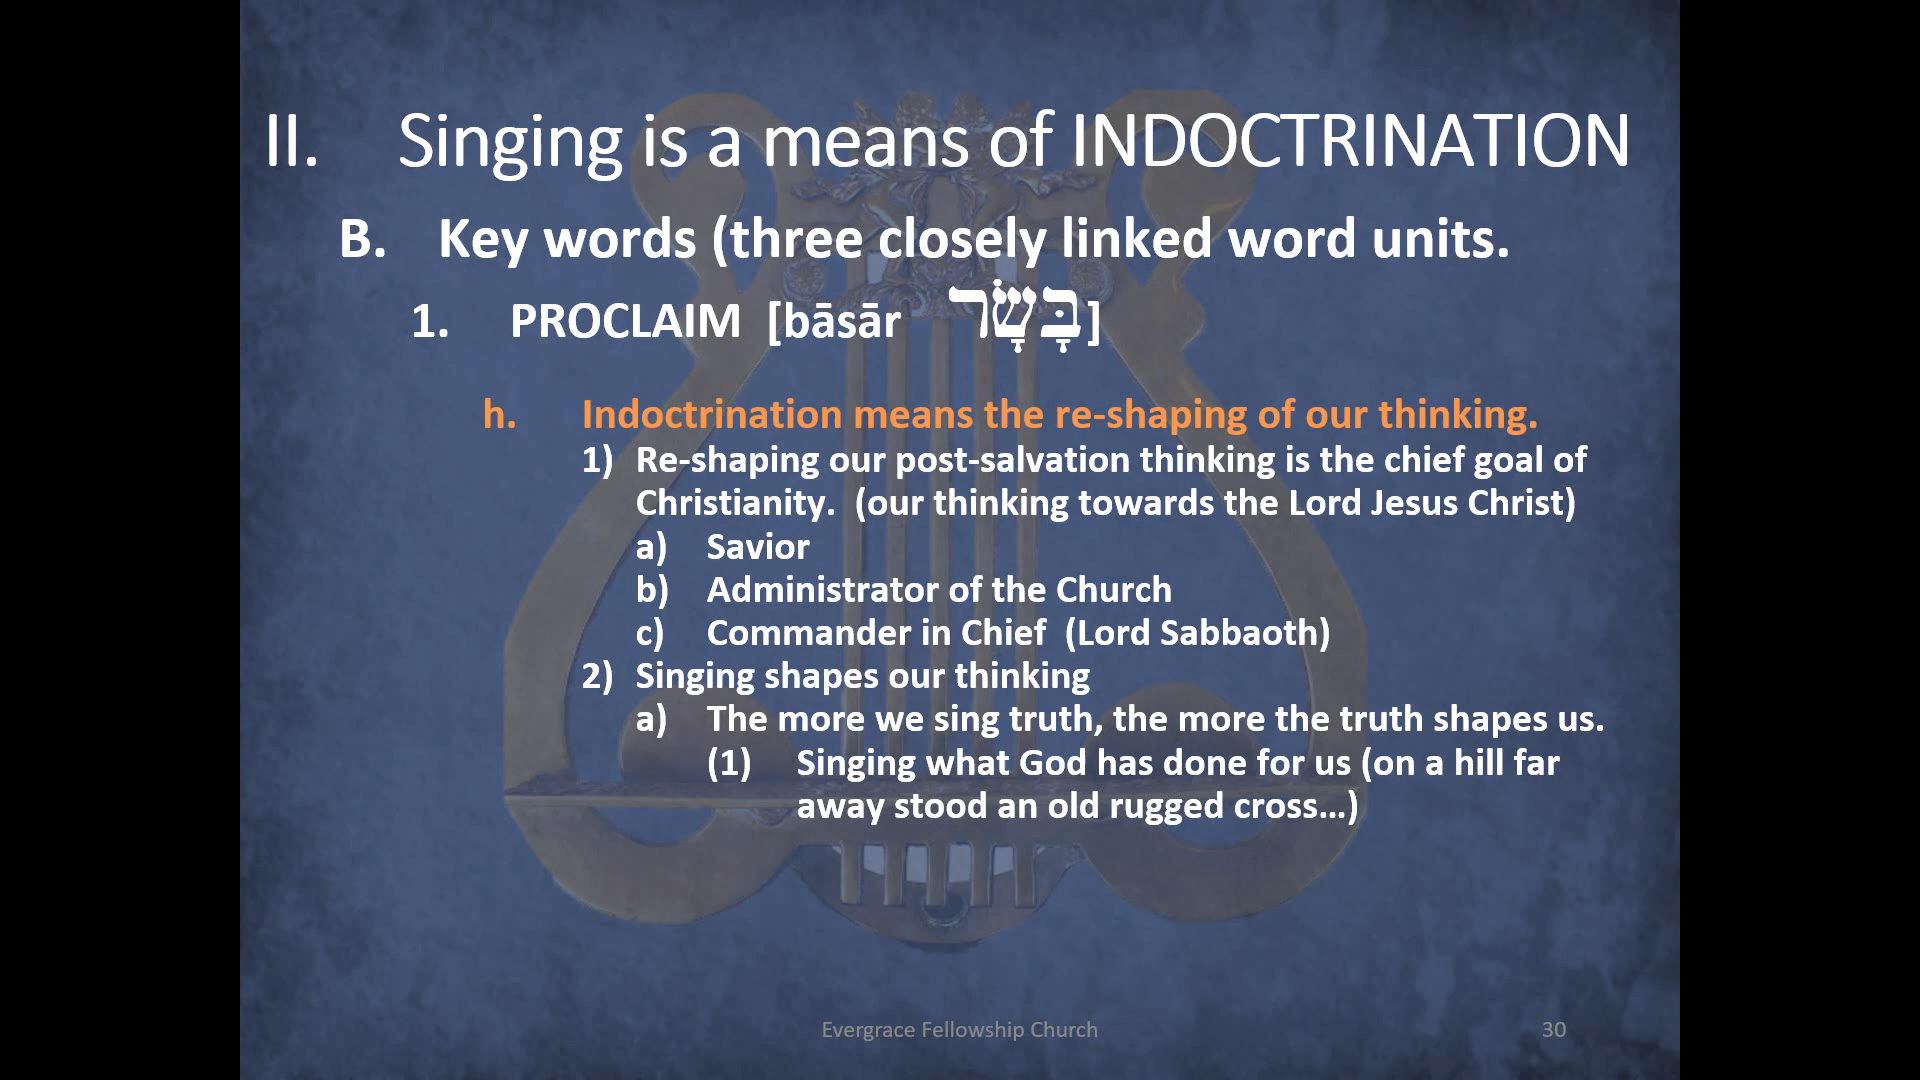 II. Singing is a means of INDOCTRINATION
B. Key words (three closely linked word units.
1. PROCLAIM [bāsār בָּשָׂר]
h. Indoctrination means the re-shaping of our thinking.
1) Re-shaping our post-salvation thinking is the chief goal of
Christianity. (our thinking towards the Lord Jesus Christ)
a) Savior
b) Administrator of the Church
c) Commander in Chief (Lord Sabbaoth)
2) Singing shapes our thinking
a) The more we sing truth, the more the truth shapes us.
(1) Singing what God has done for us (on a hill far
away stood an old rugged cross…)
Evergrace Fellowship Church 30